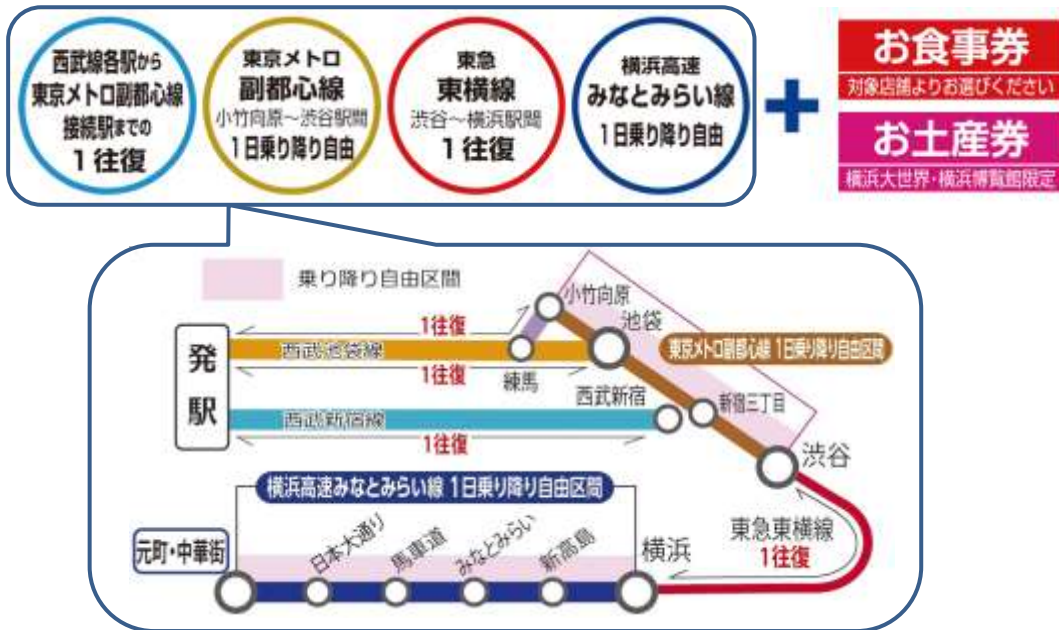 西武線各駅から
東京メトロ副都心線
接続駅までの
1往復
東京メトロ
副都心線
小竹向原～渋谷駅間
1日乗り降り自由
東急
東横線
渋谷～横浜駅間
1往復
横浜高速
みなとみらい線
1日乗り降り自由
+
お食事券
対象店舗よりお選びください
お土産券
横浜大世界・横浜博覧館限定
乗り降り自由区間
小竹向原
池袋
1往復
発駅
西武池袋線
東京メトロ副都心線 1日乗り降り自由区間
1往復
練馬
西武新宿
新宿三丁目
西武新宿線
1往復
渋谷
横浜高速みなとみらい線 1日乗り降り自由区間
元町・中華街
日本大通り
馬車道
みなとみらい
新高島
横浜
東急東横線
1往復